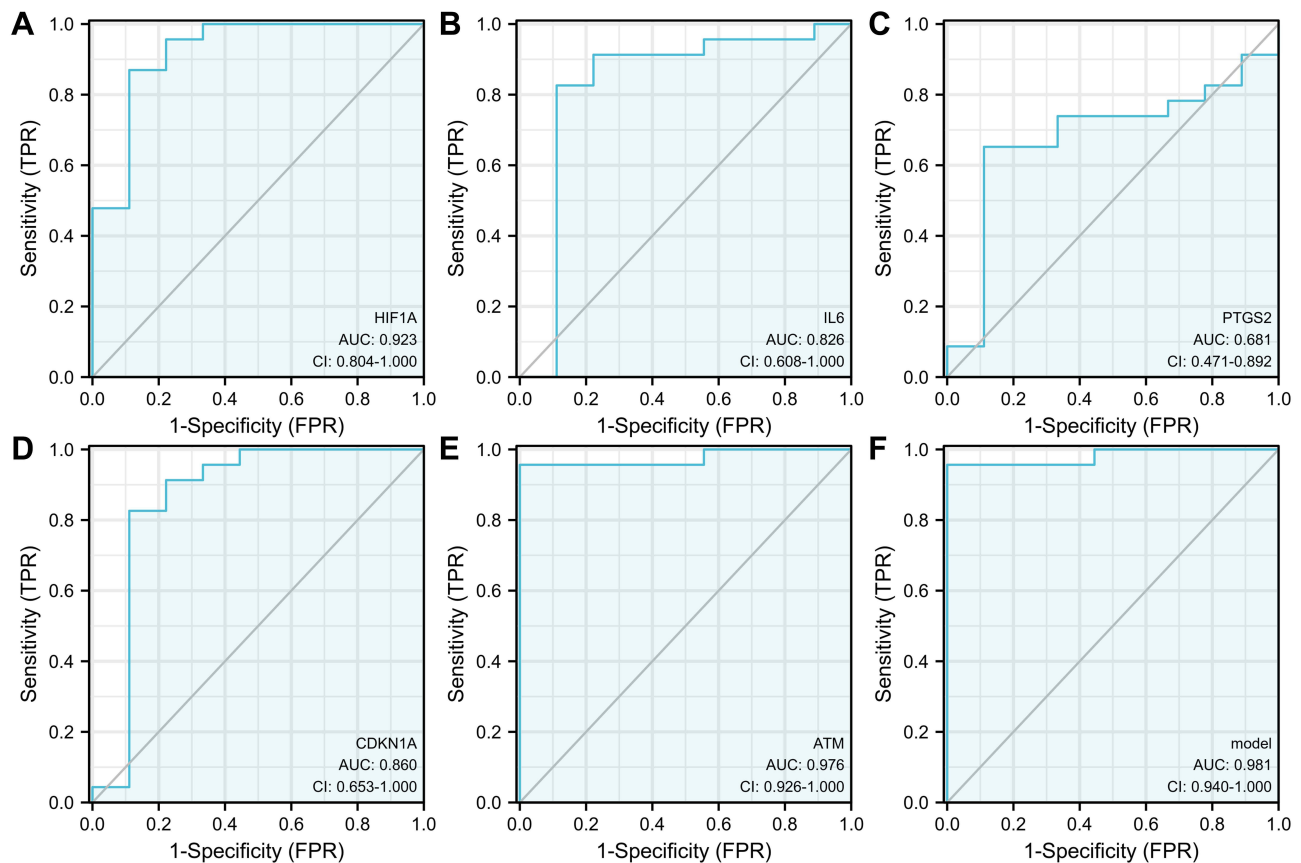 A
1.0
0.8
0.6
0.4
0.2
0.0
Sensitivity (TPR)
HIF1A
AUC: 0.923
CI: 0.804-1.000
0.0 0.2 0.4 0.6 0.8 1.0
1-Specificity (FPR)
B
1.0
0.8
0.6
0.4
0.2
0.0
Sensitivity (TPR)
IL6
AUC: 0.826
CI: 0.608-1.000
0.0 0.2 0.4 0.6 0.8 1.0
1-Specificity (FPR)
C
1.0
0.8
0.6
0.4
0.2
0.0
Sensitivity (TPR)
PTGS2
AUC: 0.681
CI: 0.471-0.892
0.0 0.2 0.4 0.6 0.8 1.0
1-Specificity (FPR)
D
1.0
0.8
0.6
0.4
0.2
0.0
Sensitivity (TPR)
CDKN1A
AUC: 0.860
CI: 0.653-1.000
0.0 0.2 0.4 0.6 0.8 1.0
1-Specificity (FPR)
E
1.0
0.8
0.6
0.4
0.2
0.0
Sensitivity (TPR)
ATM
AUC: 0.976
CI: 0.926-1.000
0.0 0.2 0.4 0.6 0.8 1.0
1-Specificity (FPR)
F
1.0
0.8
0.6
0.4
0.2
0.0
Sensitivity (TPR)
model
AUC: 0.981
CI: 0.940-1.000
0.0 0.2 0.4 0.6 0.8 1.0
1-Specificity (FPR)